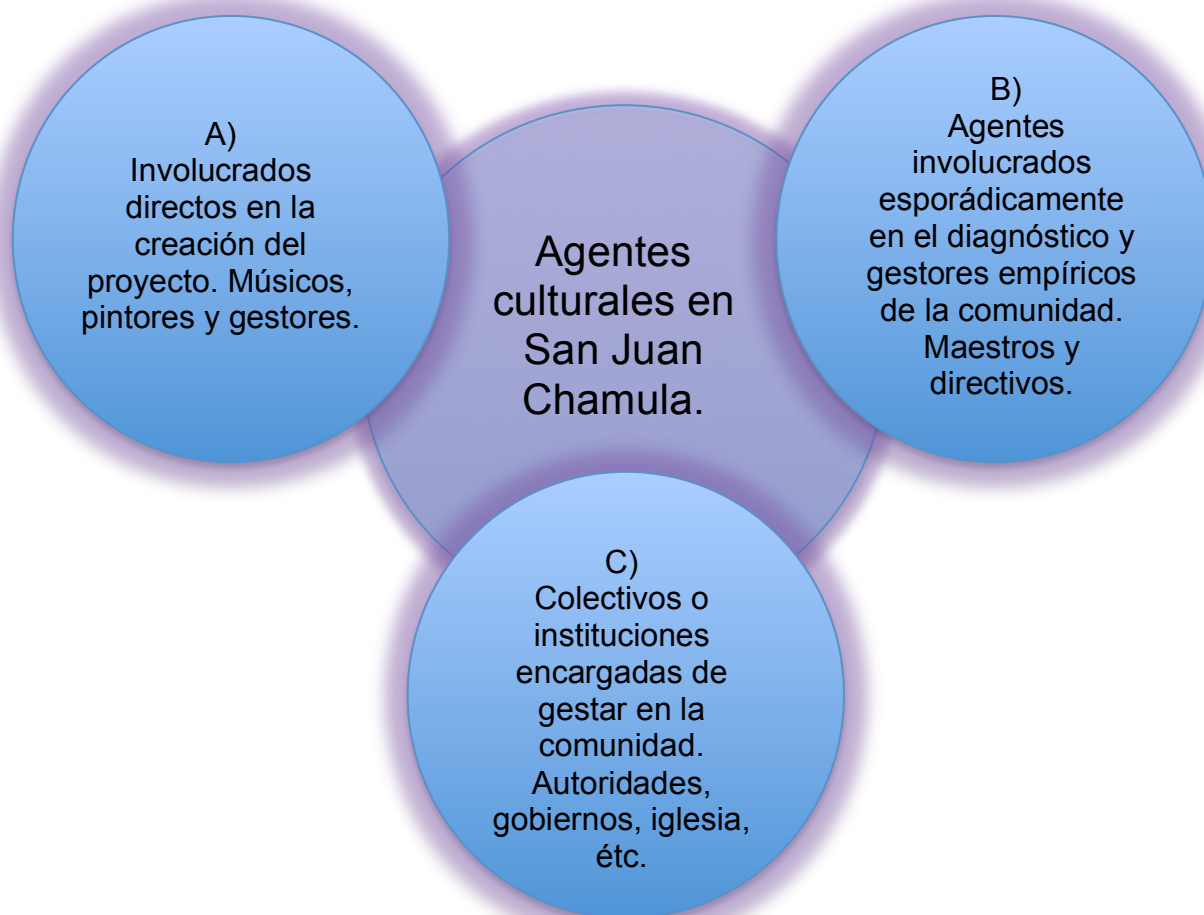 A)
Involucrados
directos en la
creación del
proyecto. Músicos,
pintores y gestores.
Agentes
culturales en
San Juan
Chamula.
B)
Agentes
involucrados
esporádicamente
en el diagnóstico y
gestores empíricos
de la comunidad.
Maestros y
directivos.
C)
Colectivos o
instituciones
encargadas de
gestar en la
comunidad.
Autoridades,
gobiernos, iglesia,
étc.